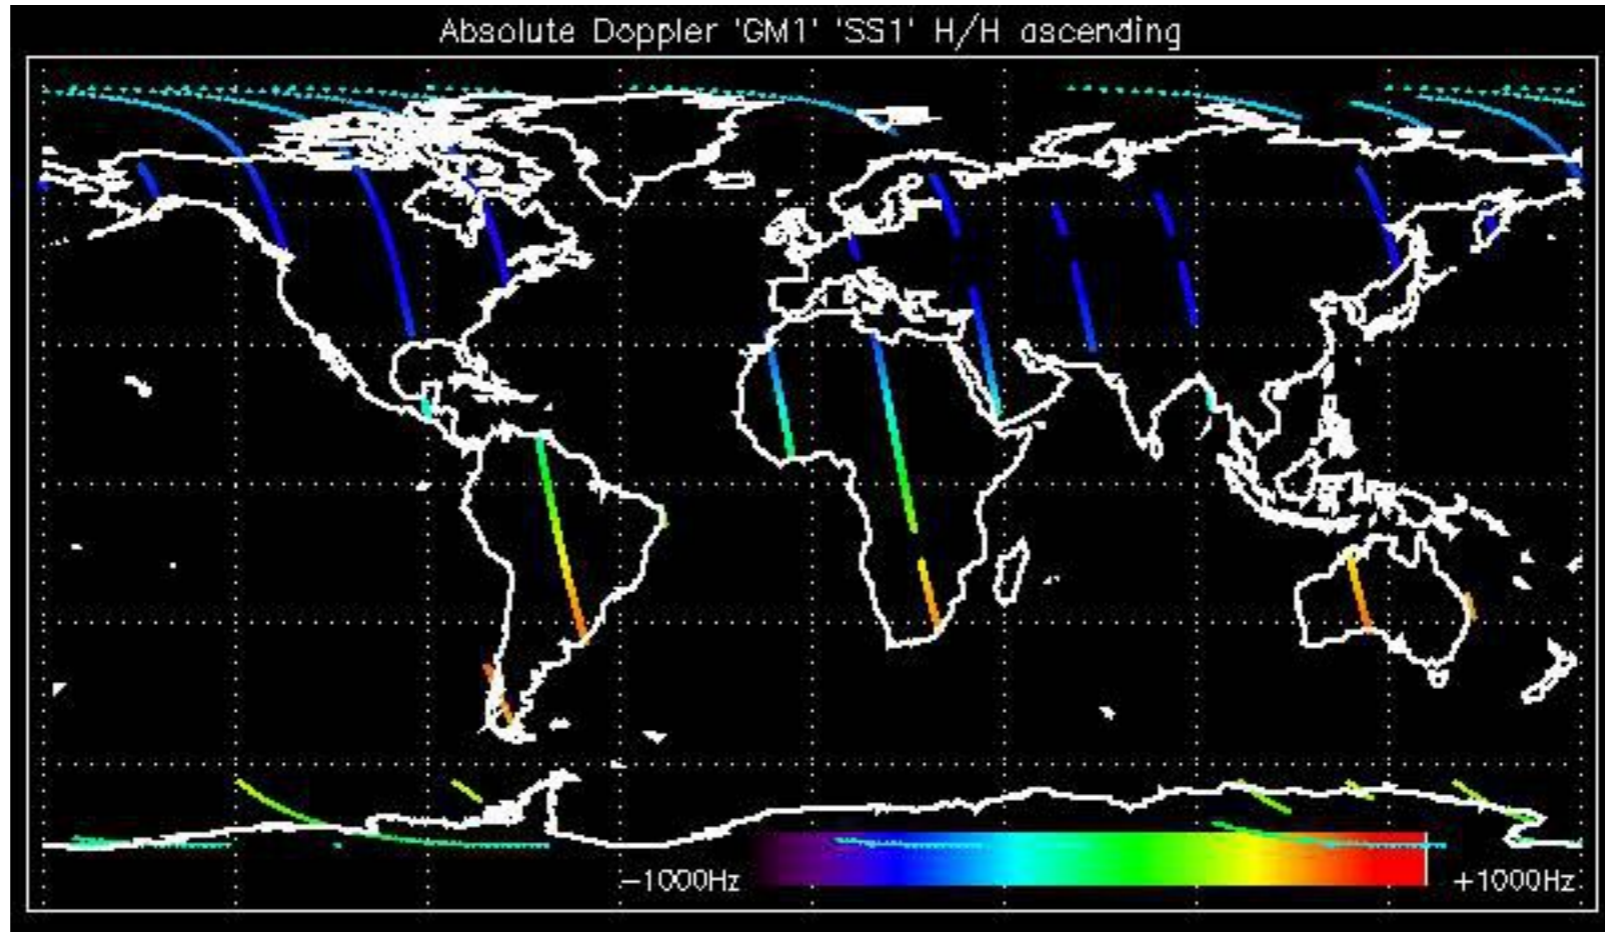 Absolute Doppler 'GM1' 'SS1' H/H ascending
−1000Hz
+1000Hz